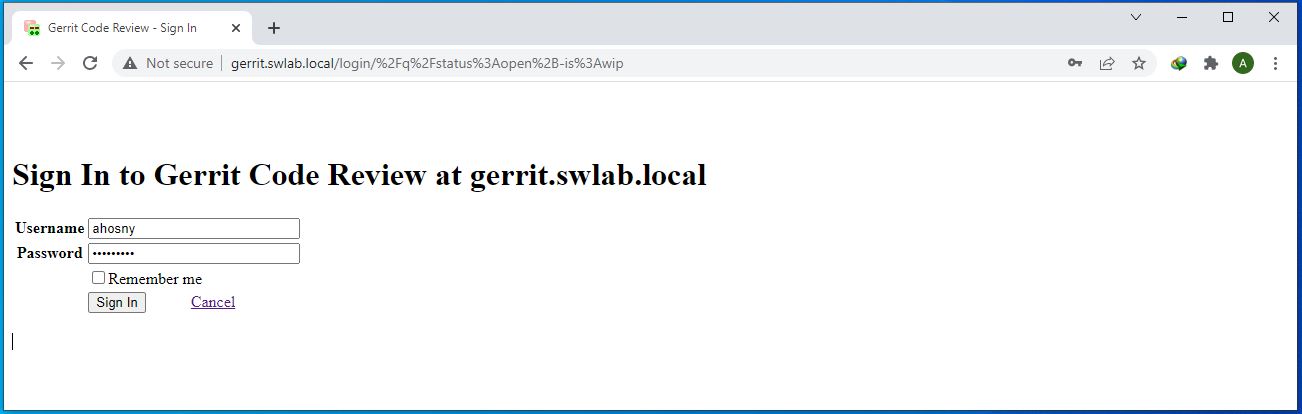 Gerrit Code Review - Sign In
Not secure gerrit.swlab.local/login/%2Fq%2Fstatus%3Aopen%2B-is%3Awip
A
Sign In to Gerrit Code Review at gerrit.swlab.local
Username ahosny
Password •••••••••
Remember me
Sign In Cancel